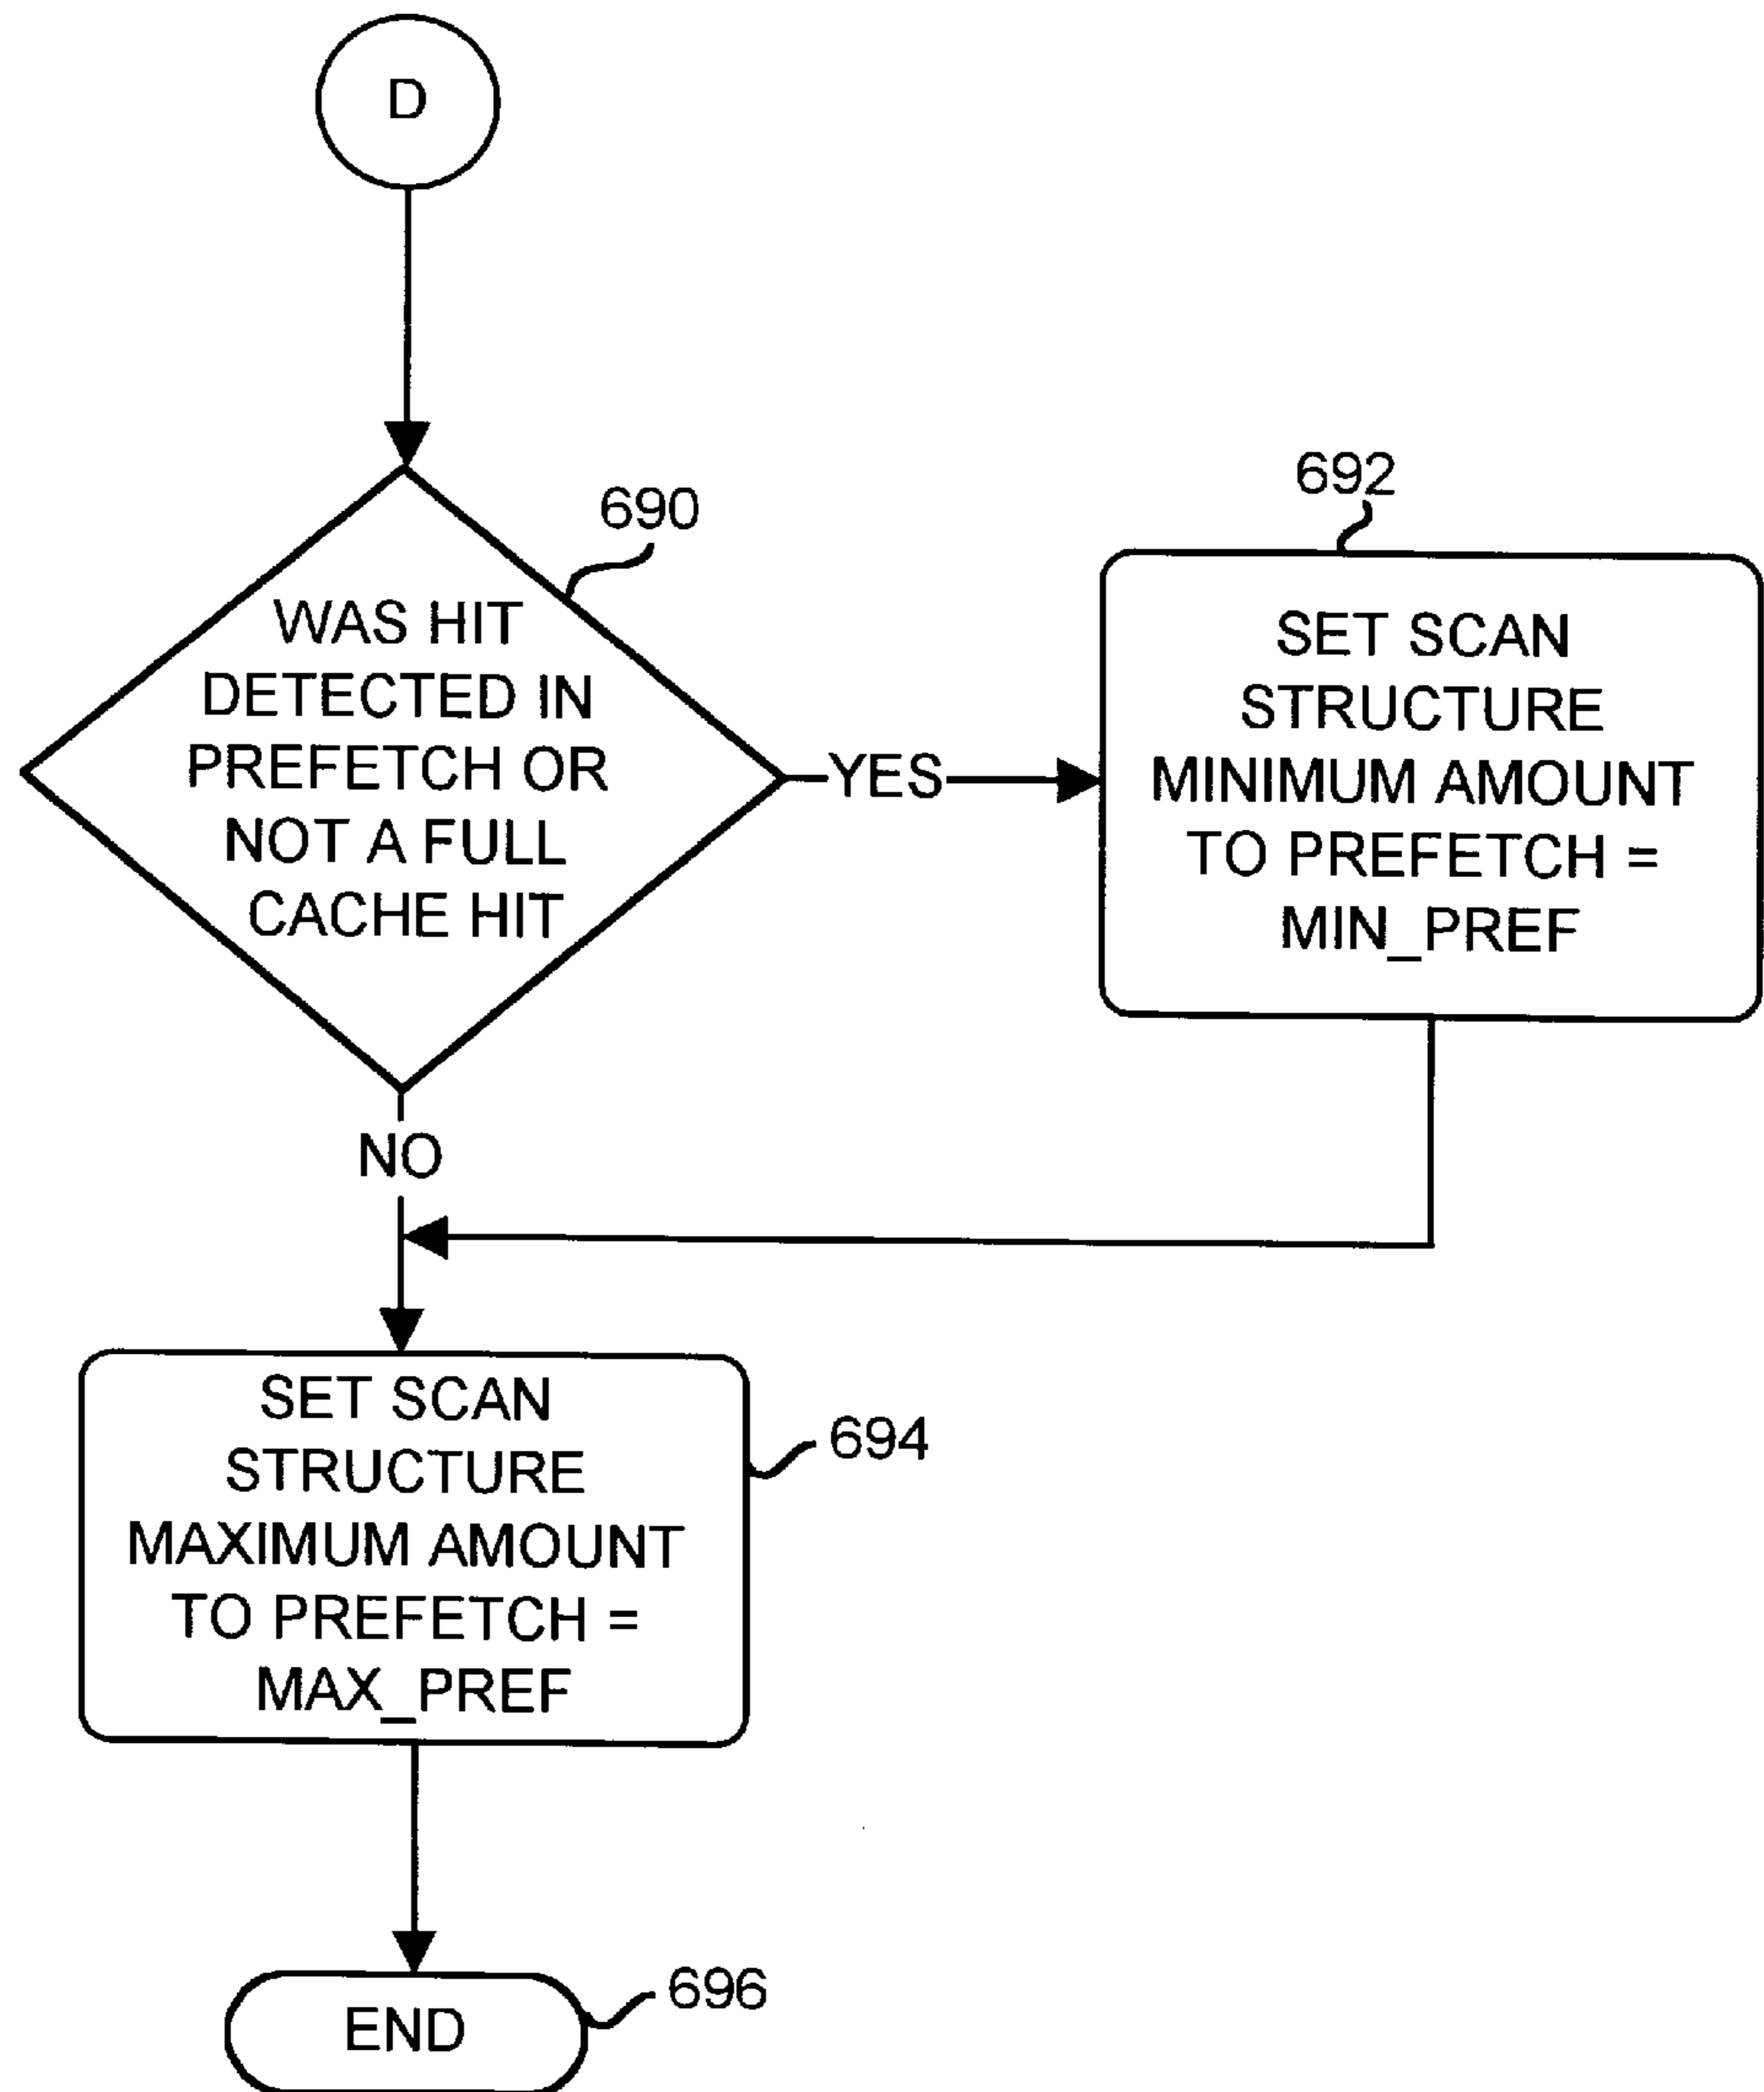 D
690
WAS HIT
DETECTED IN
PREFETCH OR
NOT A FULL
CACHE HIT
YES
692
SET SCAN
STRUCTURE
MINIMUM AMOUNT
TO PREFETCH =
MIN_PREF
NO
SET SCAN
STRUCTURE
MAXIMUM AMOUNT
TO PREFETCH =
MAX_PREF
694
END
696